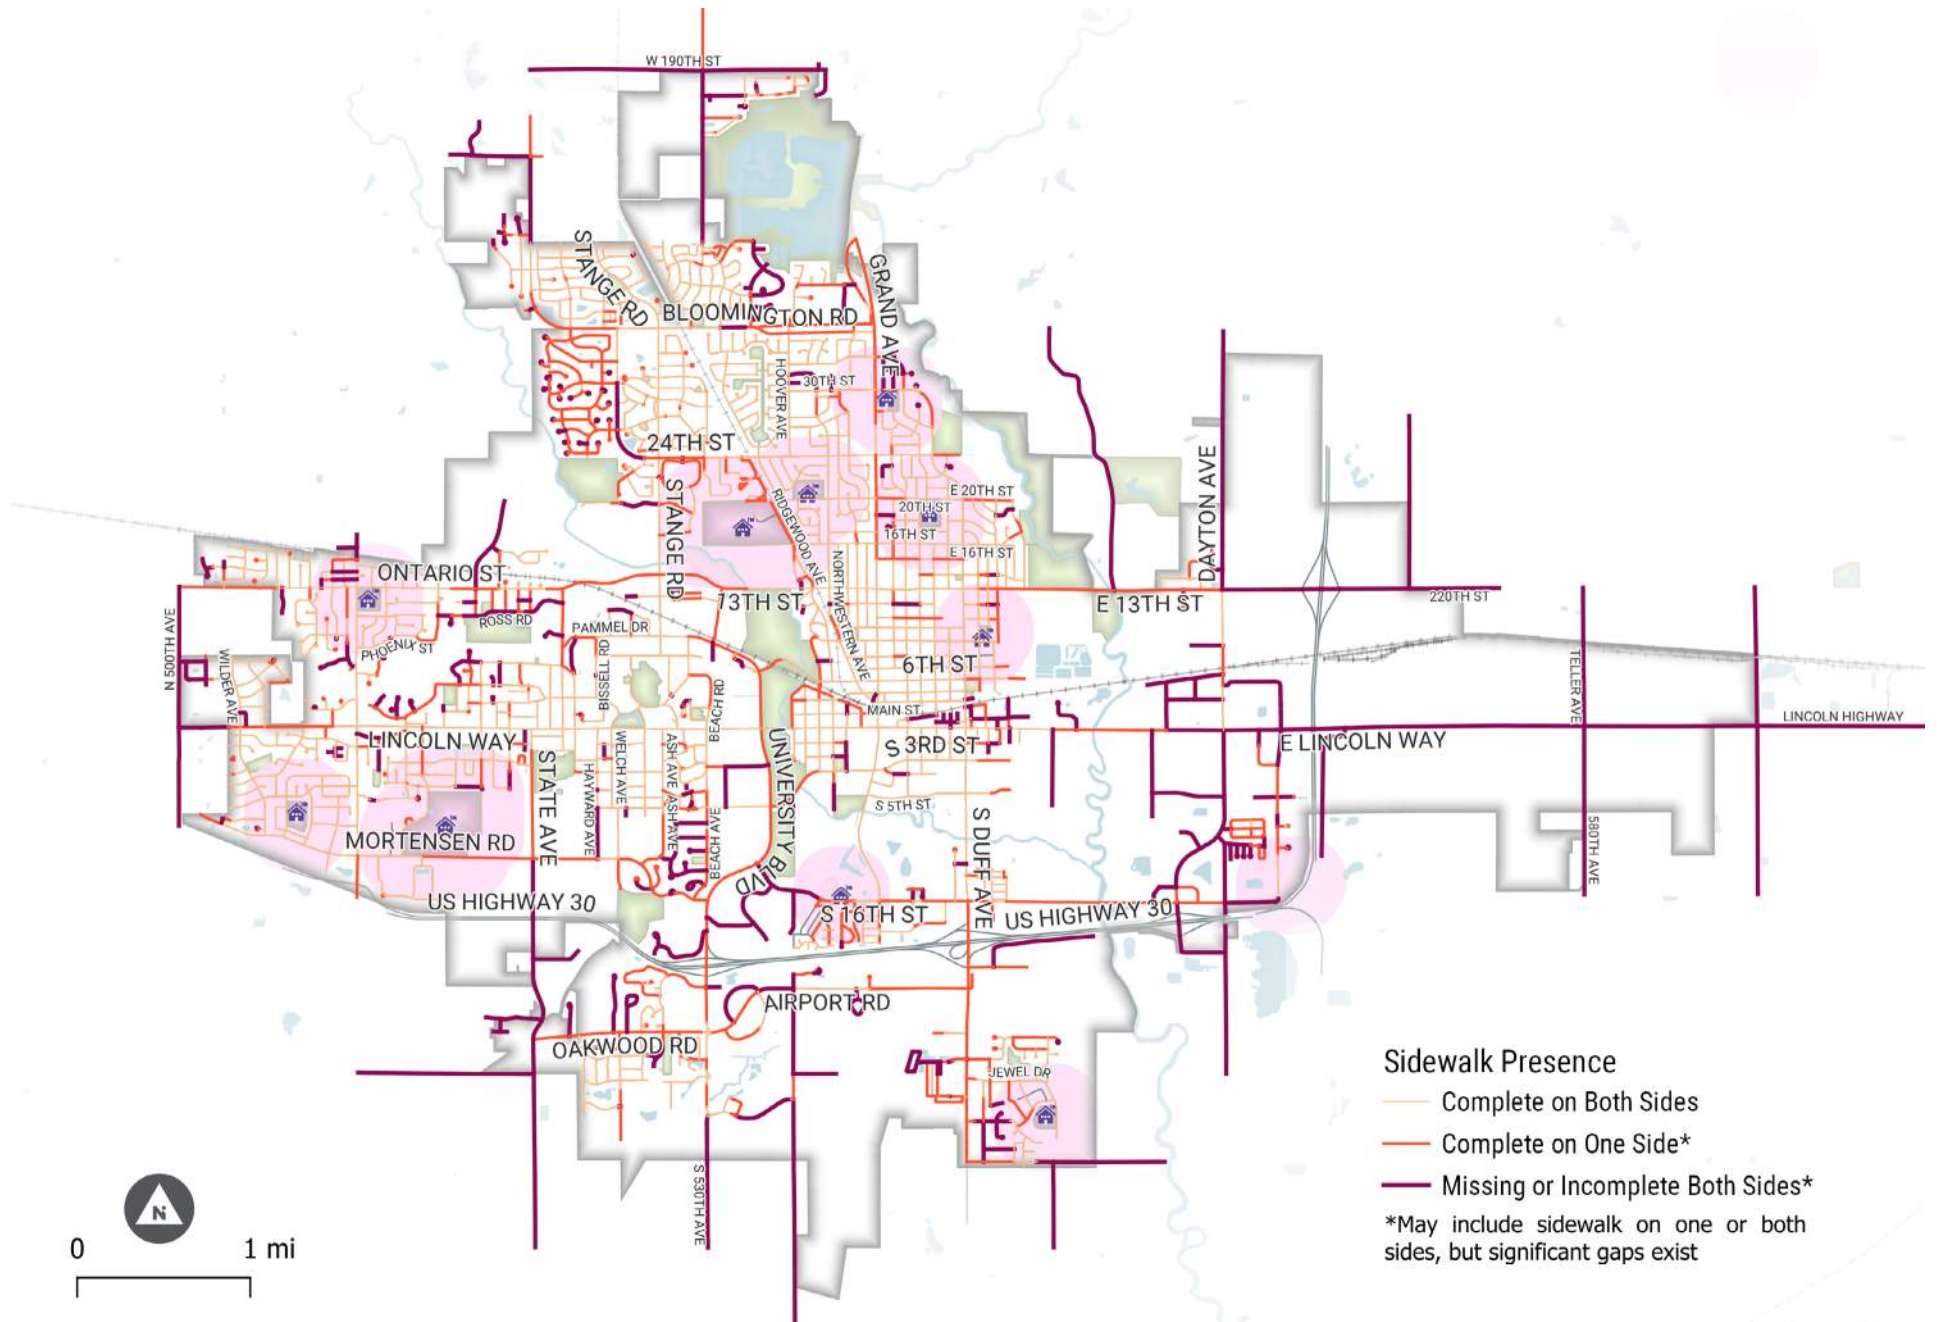 W 190TH ST
STANGE RD
BLOOMINGTON RD
GRAND AVE
HOOVER AVE
30TH ST
24TH ST
STANGE RD
RIDGEWOOD AVE
E 20TH ST
20TH ST
16TH ST
E 16TH ST
DAYTON AVE
NORTHWESTERN AVE
ONTARIO ST
13TH ST
E 13TH ST
220TH ST
N 500TH AVE
ROSS RD
PAMMEL DR
PHOENIX ST
WILDER AVE
BISSELL RD
6TH ST
TELLER AVE
BEACH RD
MAIN ST
LINCOLN HIGHWAY
LINCOLN WAY
S 3RD ST
E LINCOLN WAY
STATE AVE
HAYWARD AVE
WELCH AVE
ASH AVE
ASH AVE
UNIVERSITY BLVD
S 5TH ST
BEACH AVE
MORTENSEN RD
S DUFF AVE
580TH AVE
US HIGHWAY 30
S 16TH ST
US HIGHWAY 30
AIRPORT RD
OAKWOOD RD
JEWEL DR
S 530TH AVE
Sidewalk Presence
Complete on Both Sides
Complete on One Side*
Missing or Incomplete Both Sides*
*May include sidewalk on one or both
sides, but significant gaps exist
N
0 1 mi